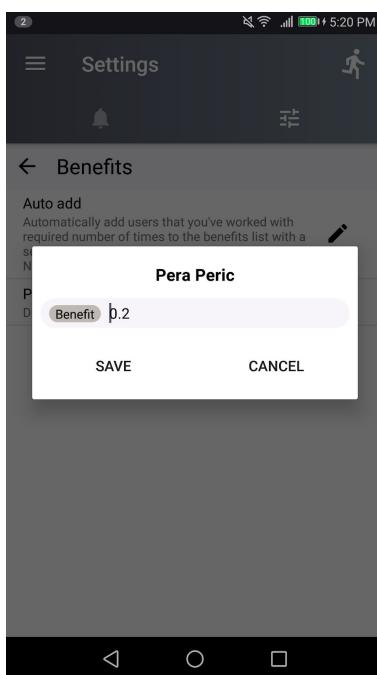 2
100 5:20 PM
Settings
Benefits
Auto add
Automatically add users that you've worked with
required number of times to the benefits list with a
s
N
Pera Peric
P
Benefit 0.2
D
SAVE CANCEL